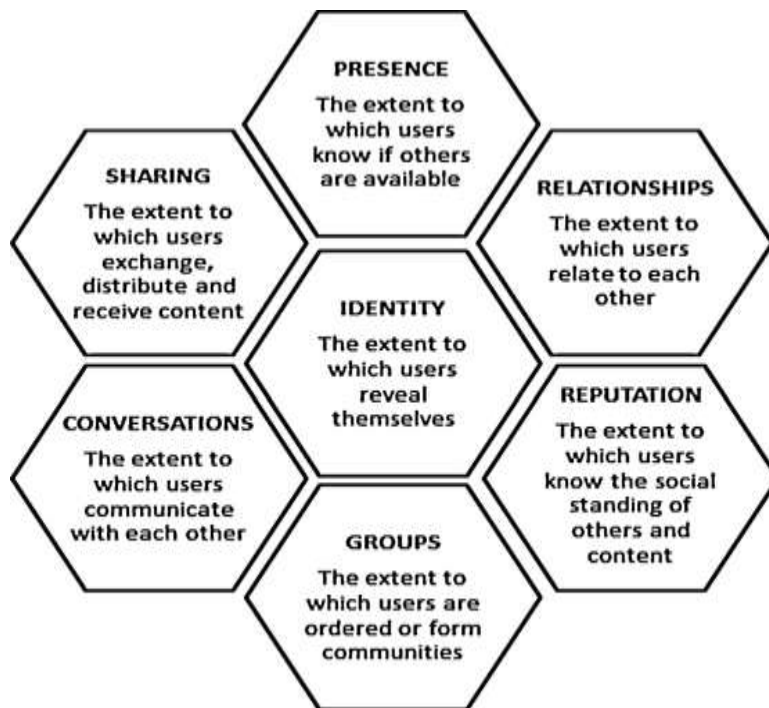 PRESENCE
The extent to
which users
know if others
are available
SHARING
The extent to
which users
exchange,
distribute and
receive content
RELATIONSHIPS
The extent to
which users
relate to each
other
IDENTITY
The extent to
which users
reveal
themselves
CONVERSATIONS
The extent to
which users
communicate
with each other
REPUTATION
The extent to
which users
know the social
standing of
others and
content
GROUPS
The extent to
which users are
ordered or form
communities